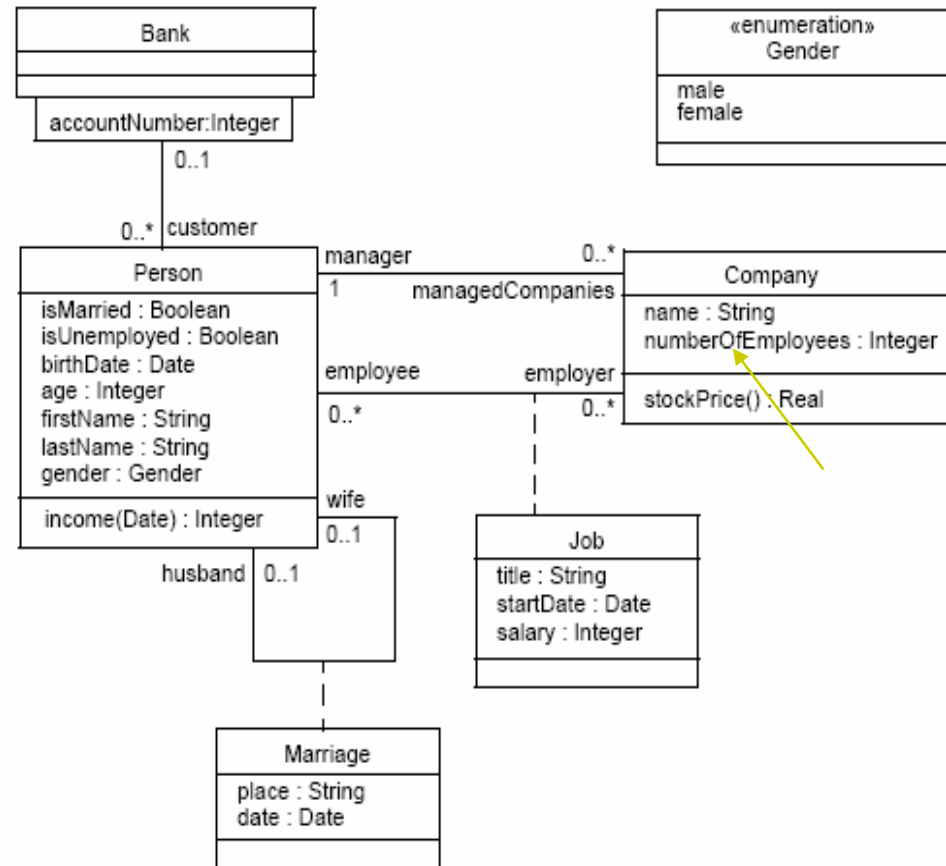 Bank
accountNumber:Integer
0..1
0..* customer
«enumeration»
Gender
male
female
Person
isMarried : Boolean
isUnemployed : Boolean
birthDate : Date
age : Integer
firstName : String
lastName : String
gender : Gender
income(Date) : Integer
manager
1
0..*
managedCompanies
employee
0..*
employer
0..*
Company
name : String
numberOfEmployees : Integer
stockPrice() : Real
wife
0..1
husband
0..1
Job
title : String
startDate : Date
salary : Integer
Marriage
place : String
date : Date